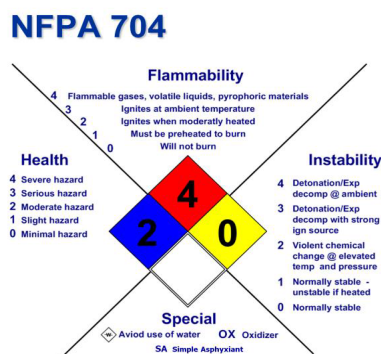 NFPA 704
Flammability
4 Flammable gases, volatile liquids, pyrophoric materials
3 Ignites at ambient temperature
2 Ignites when moderatly heated
1 Must be preheated to burn
0 Will not burn
Health
4 Severe hazard
3 Serious hazard
2 Moderate hazard
1 Slight hazard
0 Minimal hazard
4
2
0
Instability
4 Detonation/Exp
decomp @ ambient
3 Detonation/Exp
decomp with strong
ign source
2 Violent chemical
change @ elevated
temp and pressure
1 Normally stable -
unstable if heated
0 Normally stable
Special
W Aviod use of water OX Oxidizer
SA Simple Asphyxiant